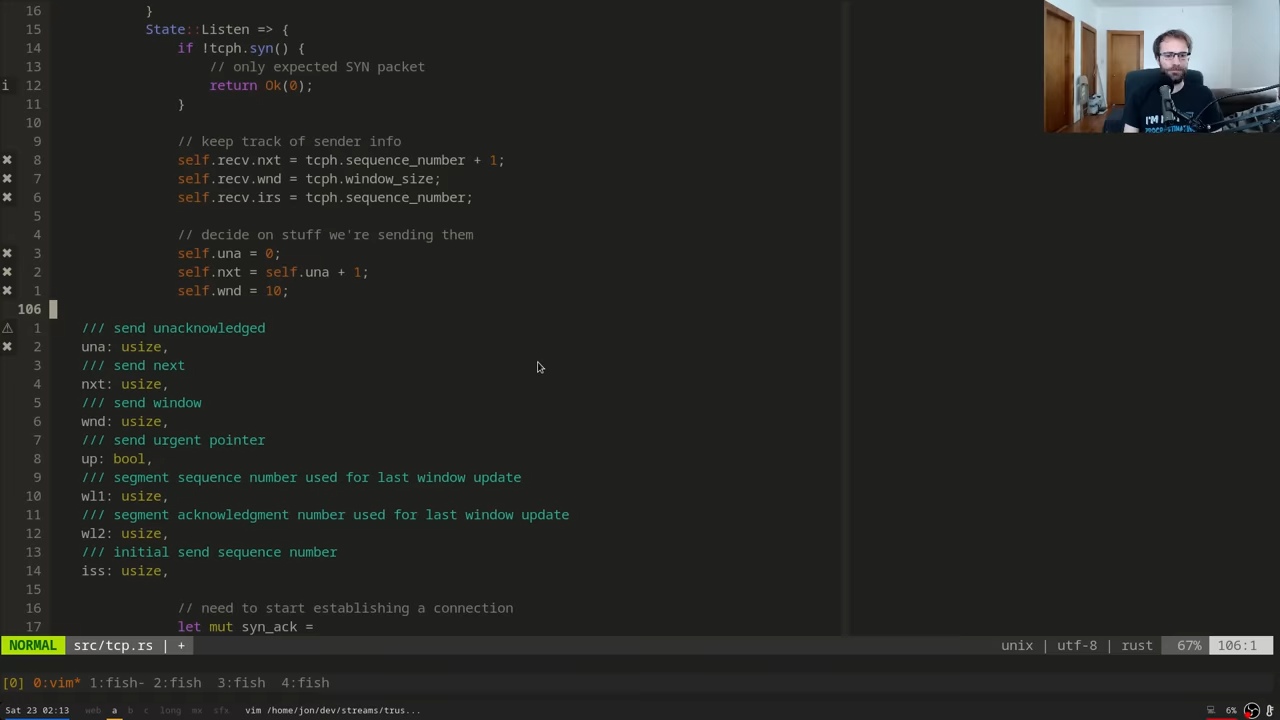 16 }
15 State::Listen => {
14 if !tcph.syn() {
13 // only expected SYN packet
i 12 return Ok(0);
11 }
10
9 // keep track of sender info
✖ 8 self.recv.nxt = tcph.sequence_number + 1;
✖ 7 self.recv.wnd = tcph.window_size;
✖ 6 self.recv.irs = tcph.sequence_number;
5
4 // decide on stuff we're sending them
✖ 3 self.una = 0;
✖ 2 self.nxt = self.una + 1;
✖ 1 self.wnd = 10;
106
⚠ 1 /// send unacknowledged
✖ 2 una: usize,
3 /// send next
4 nxt: usize,
5 /// send window
6 wnd: usize,
7 /// send urgent pointer
8 up: bool,
9 /// segment sequence number used for last window update
10 wl1: usize,
11 /// segment acknowledgment number used for last window update
12 wl2: usize,
13 /// initial send sequence number
14 iss: usize,
15
16 // need to start establishing a connection
17 let mut syn_ack =
NORMAL src/tcp.rs | + unix | utf-8 | rust 67% 106:1
[0] 0:vim* 1:fish- 2:fish 3:fish 4:fish
Sat 23 02:13 web a b c long mx sfx vim /home/jon/dev/streams/trus... 6%
I'M